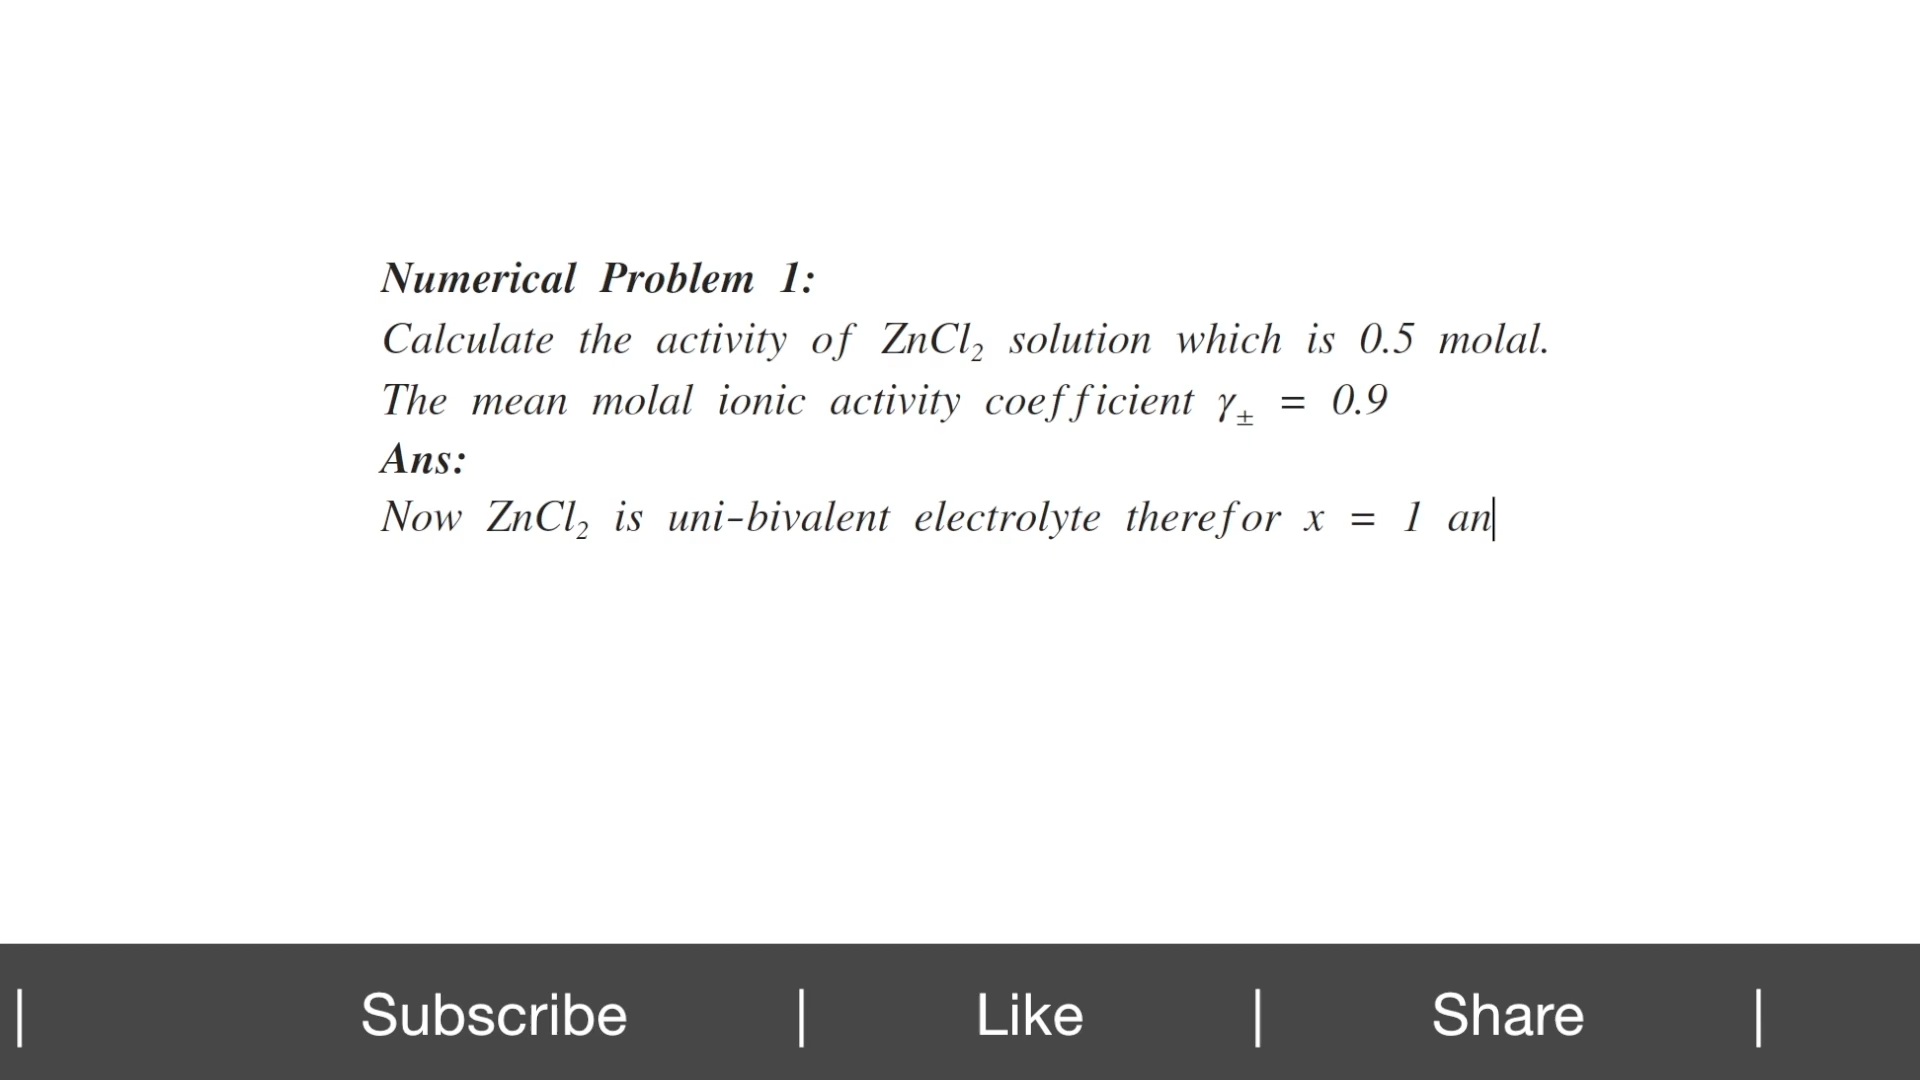 Numerical Problem 1:
Calculate the activity of ZnCl₂ solution which is 0.5 molal.
The mean molal ionic activity coefficient γ± = 0.9
Ans:
Now ZnCl₂ is uni-bivalent electrolyte therefor x = 1 an
| Subscribe | Like | Share |